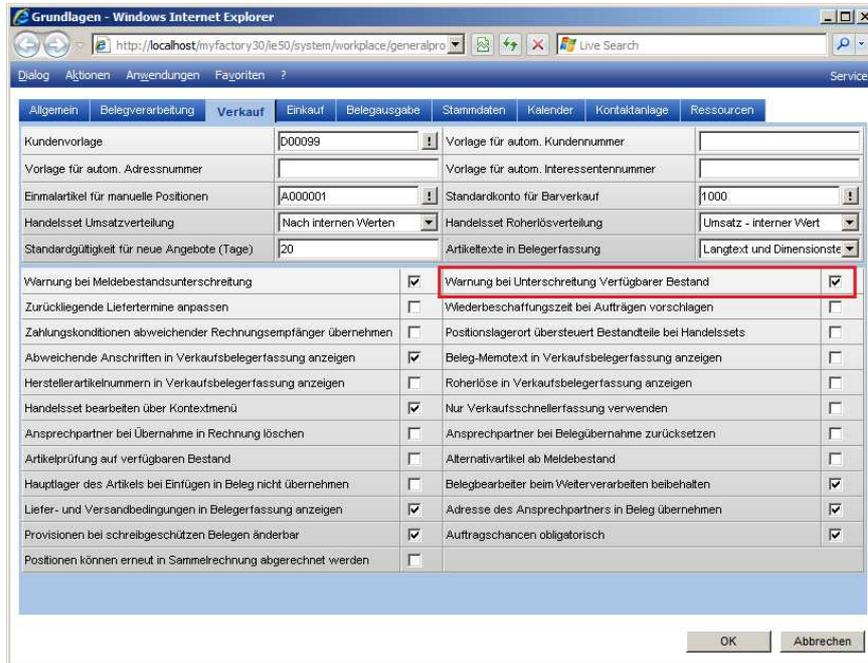 Grundlagen - Windows Internet Explorer
http://localhost/myfactory30/ie50/system/workplace/generalpro
Live Search
Dialog Aktionen Anwendungen Favoriten ? Service
Allgemein Belegverarbeitung Verkauf Einkauf Belegausgabe Stammdaten Kalender Kontaktanlage Ressourcen
Kundenvorlage D00099 ! Vorlage für autom. Kundennummer
Vorlage für autom. Adressnummer Vorlage für autom. Interessentennummer
Einmalartikel für manuelle Positionen A000001 ! Standardkonto für Barverkauf 1000 !
Handelsset Umsatzverteilung Nach internen Werten Handelsset Roherlösverteilung Umsatz - interner Wert
Standardgültigkeit für neue Angebote (Tage) 20 Artikeltexte in Belegerfassung Langtext und Dimensionste
Warnung bei Meldebestandsunterschreitung Warnung bei Unterschreitung Verfügbarer Bestand
Zurückliegende Liefertermine anpassen Wiederbeschaffungszeit bei Aufträgen vorschlagen
Zahlungskonditionen abweichender Rechnungsempfänger übernehmen Positionslagerort übersteuert Bestandteile bei Handelssets
Abweichende Anschriften in Verkaufsbelegerfassung anzeigen Beleg-Memotext in Verkaufsbelegerfassung anzeigen
Herstellerartikelnummern in Verkaufsbelegerfassung anzeigen Roherlöse in Verkaufsbelegerfassung anzeigen
Handelsset bearbeiten über Kontextmenü Nur Verkaufsschnellerfassung verwenden
Ansprechpartner bei Übernahme in Rechnung löschen Ansprechpartner bei Belegübernahme zurücksetzen
Artikelprüfung auf verfügbaren Bestand Alternativartikel ab Meldebestand
Hauptlager des Artikels bei Einfügen in Beleg nicht übernehmen Belegbearbeiter beim Weiterverarbeiten beibehalten
Liefer- und Versandbedingungen in Belegerfassung anzeigen Adresse des Ansprechpartners in Beleg übernehmen
Provisionen bei schreibgeschützen Belegen änderbar Auftragschancen obligatorisch
Positionen können erneut in Sammelrechnung abgerechnet werden
OK Abbrechen